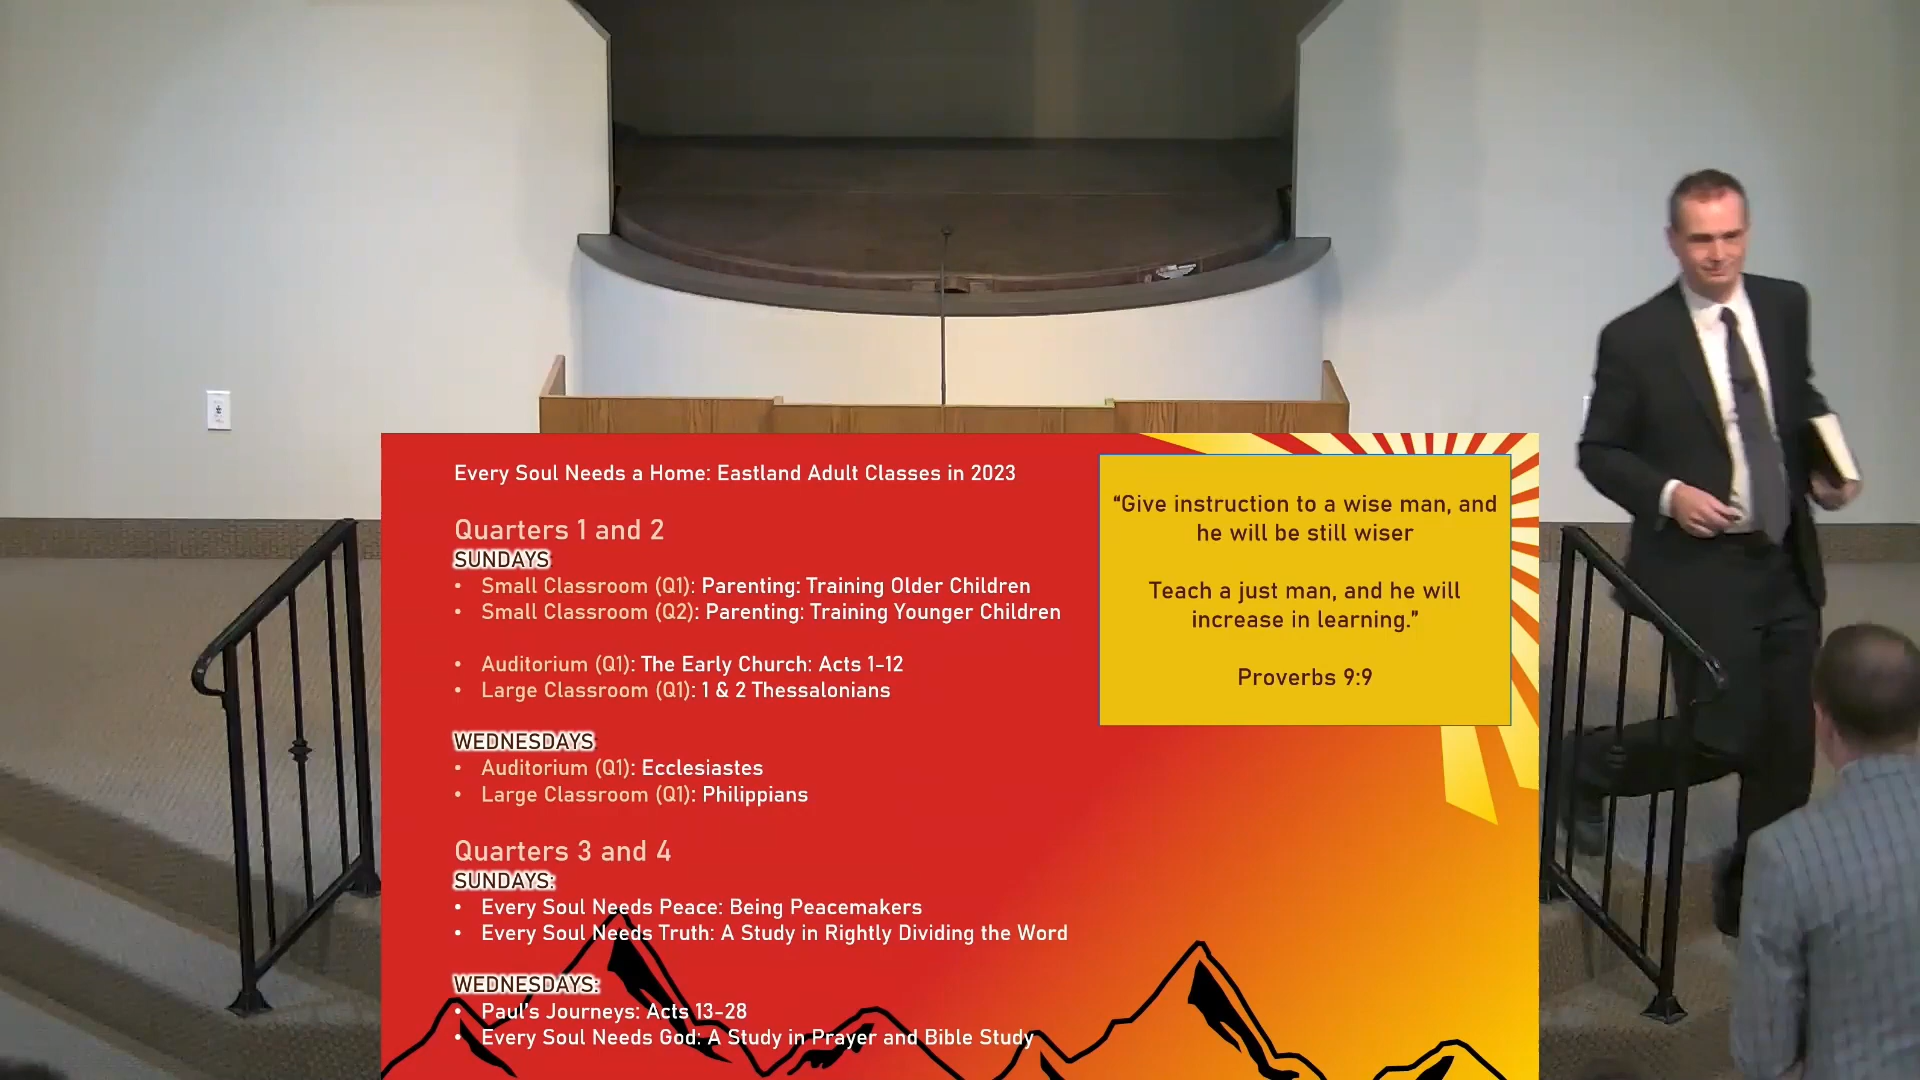 Every Soul Needs a Home: Eastland Adult Classes in 2023
Quarters 1 and 2
SUNDAYS
• Small Classroom (Q1): Parenting: Training Older Children
• Small Classroom (Q2): Parenting: Training Younger Children
• Auditorium (Q1): The Early Church: Acts 1-12
• Large Classroom (Q1): 1 & 2 Thessalonians
WEDNESDAYS
• Auditorium (Q1): Ecclesiastes
• Large Classroom (Q1): Philippians
Quarters 3 and 4
SUNDAYS:
• Every Soul Needs Peace: Being Peacemakers
• Every Soul Needs Truth: A Study in Rightly Dividing the Word
WEDNESDAYS:
• Paul's Journeys: Acts 13-28
• Every Soul Needs God: A Study in Prayer and Bible Study
“Give instruction to a wise man, and
he will be still wiser
Teach a just man, and he will
increase in learning.”
Proverbs 9:9